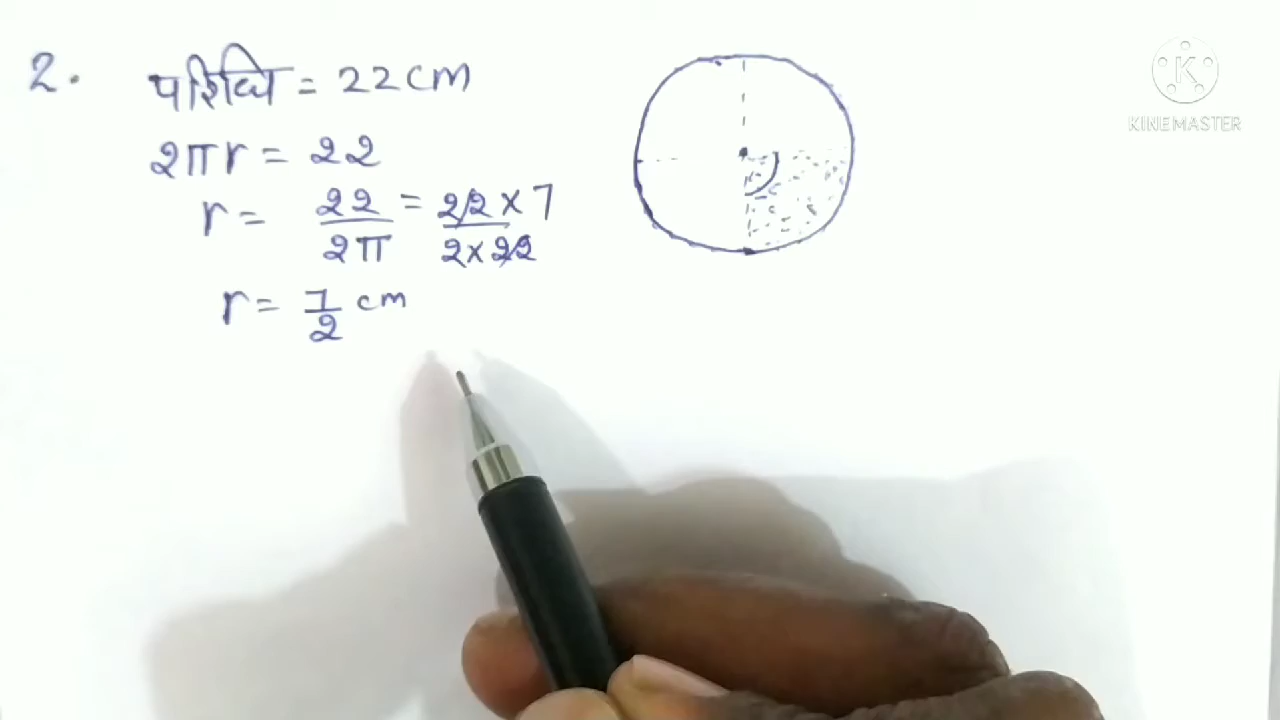 2. परिधि = 22 cm
2πr = 22
r = 22/2π = 22 × 7/2 × 22
r = 7/2 cm
K
KINEMASTER